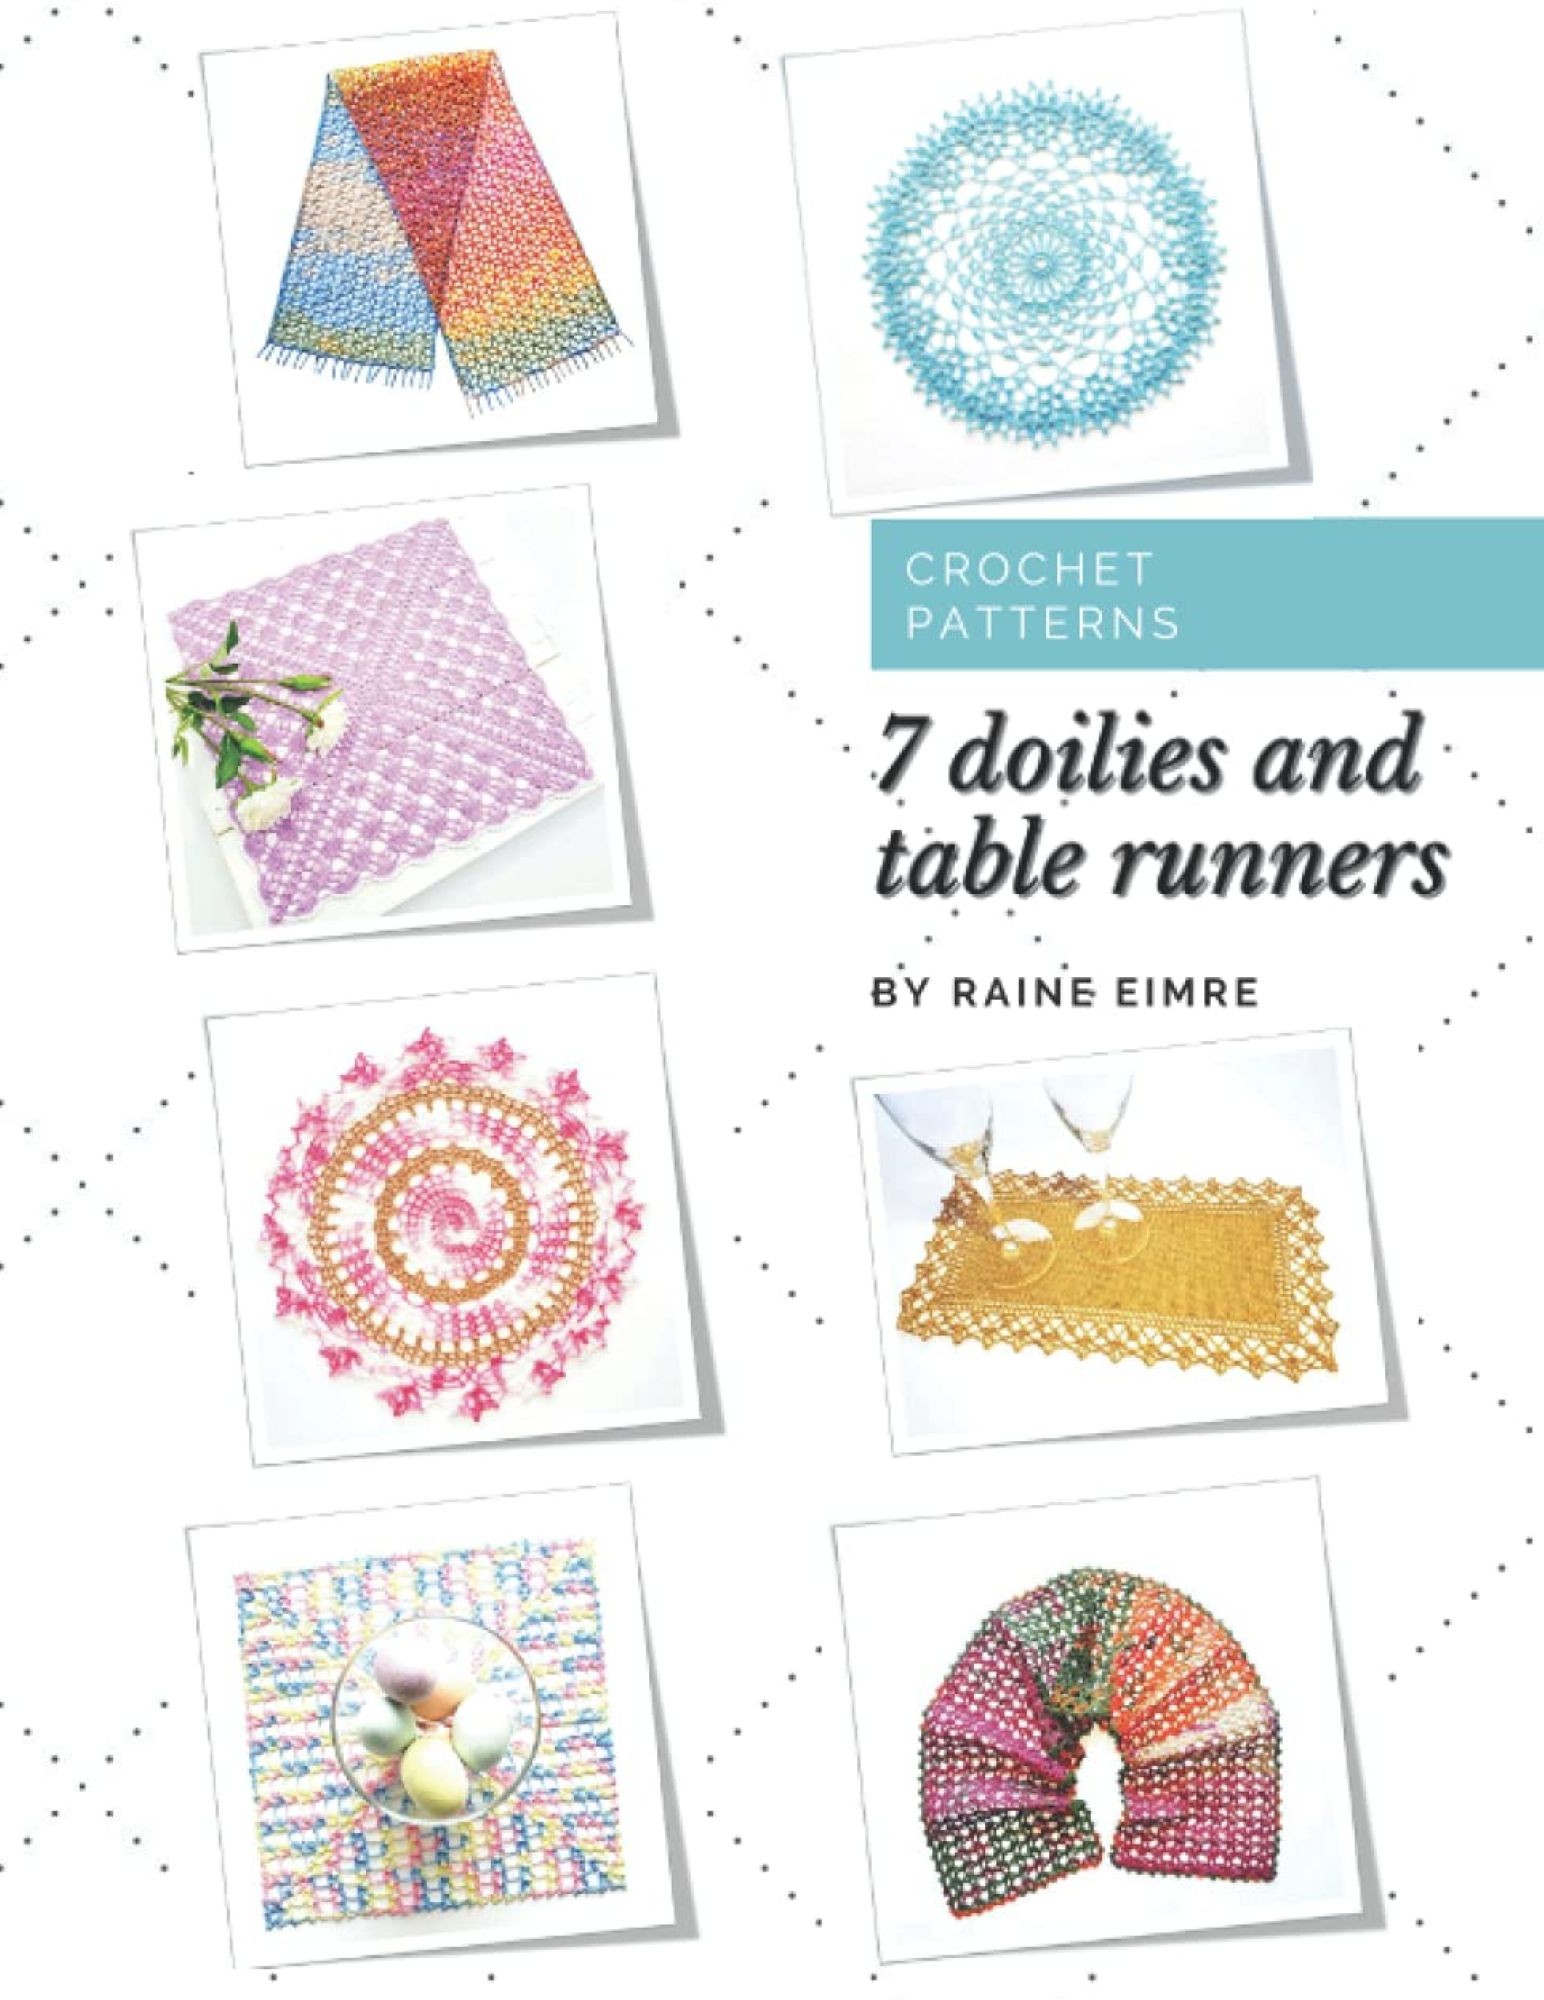 CROCHET
PATTERNS
7 doilies and
table runners
BY RAINE EIMRE